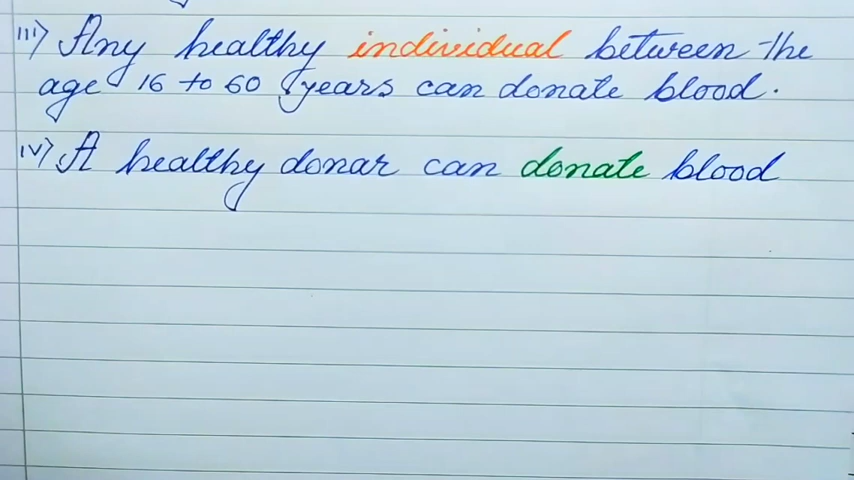 iii) Any healthy individual between the
age 16 to 60 years can donate blood.
iv) A healthy donar can donate blood